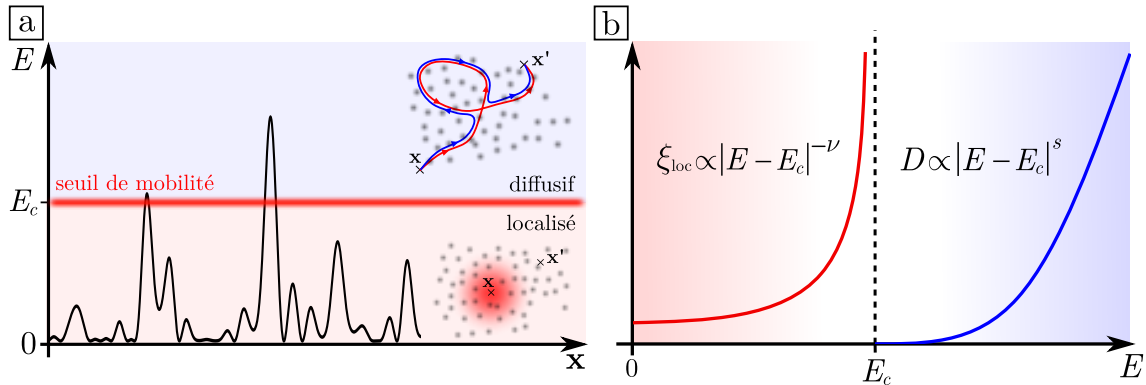 a
E
x'
x
seuil de mobilité
diffusif
E_c
localisé
x'
x
0
x
b
ξ_loc ∝ |E − E_c|^−ν
D ∝ |E − E_c|^s
0
E_c
E